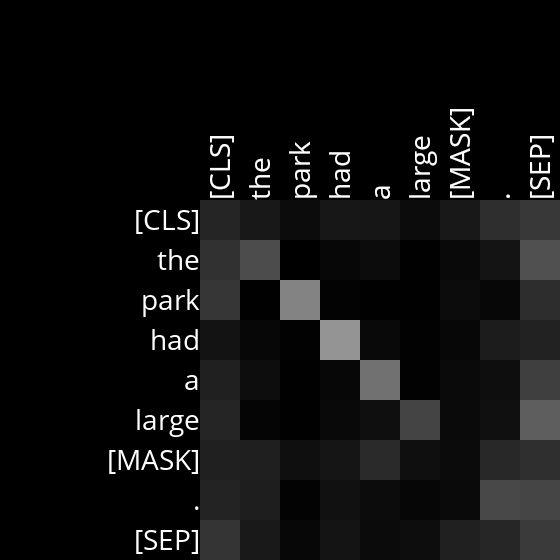 [CLS] the park had a large [MASK] . [SEP]
[CLS]
the
park
had
a
large
[MASK]
.
[SEP]